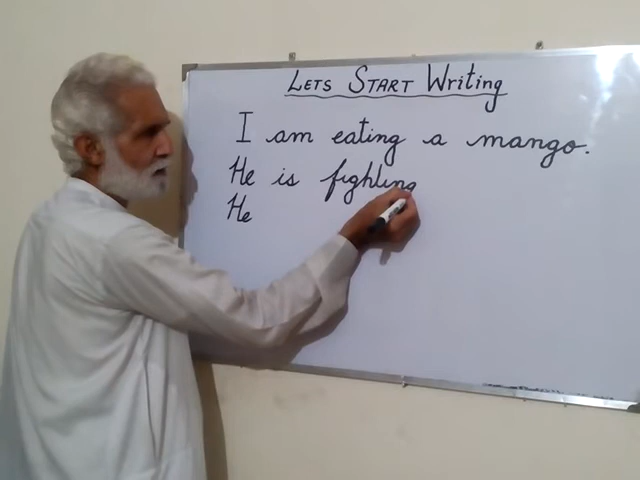 LETS START Writing
I am eating a mango.
He is fighting
He